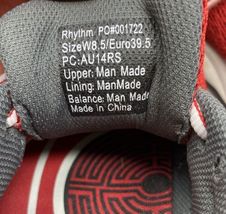 Rhythm PO#001722
SizeW8.5/Euro39.5
PC:AU14RS
Upper: Man Made
Lining: ManMade
Balance: Man Made
Made in China